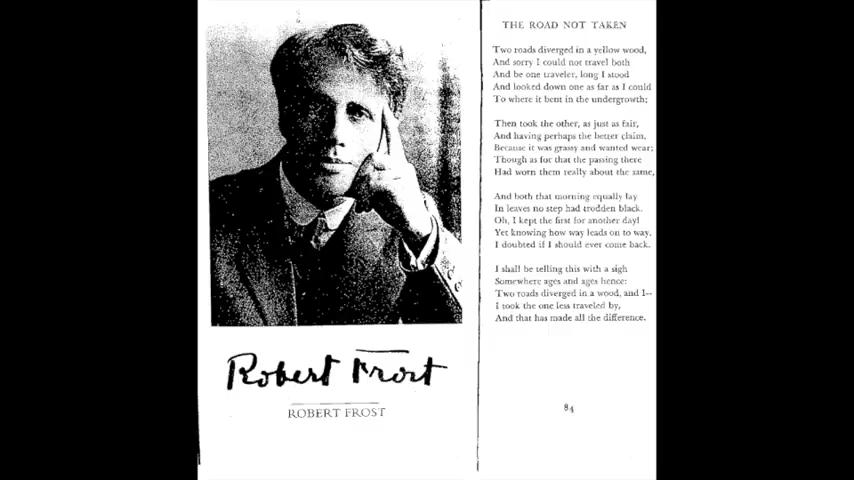 Robert Frost
ROBERT FROST
THE ROAD NOT TAKEN
Two roads diverged in a yellow wood,
And sorry I could not travel both
And be one traveler, long I stood
And looked down one as far as I could
To where it bent in the undergrowth;
Then took the other, as just as fair,
And having perhaps the better claim,
Because it was grassy and wanted wear;
Though as for that the passing there
Had worn them really about the same,
And both that morning equally lay
In leaves no step had trodden black.
Oh, I kept the first for another day!
Yet knowing how way leads on to way,
I doubted if I should ever come back.
I shall be telling this with a sigh
Somewhere ages and ages hence:
Two roads diverged in a wood, and I--
I took the one less traveled by,
And that has made all the difference.
84